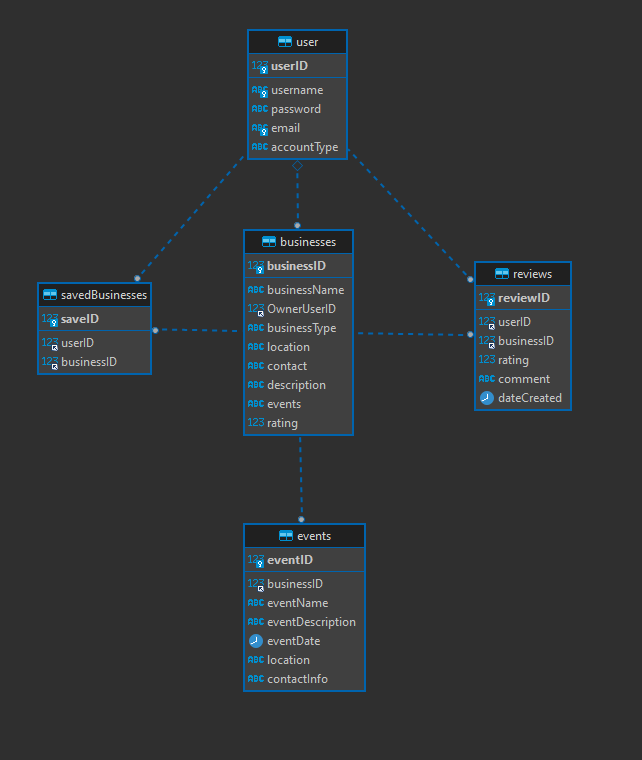 user
123 userID
ABC username
ABC password
ABC email
ABC accountType
businesses
123 businessID
ABC businessName
123 OwnerUserID
ABC businessType
ABC location
ABC contact
ABC description
ABC events
123 rating
savedBusinesses
123 saveID
123 userID
123 businessID
reviews
123 reviewID
123 userID
123 businessID
123 rating
ABC comment
dateCreated
events
123 eventID
123 businessID
ABC eventName
ABC eventDescription
eventDate
ABC location
ABC contactInfo